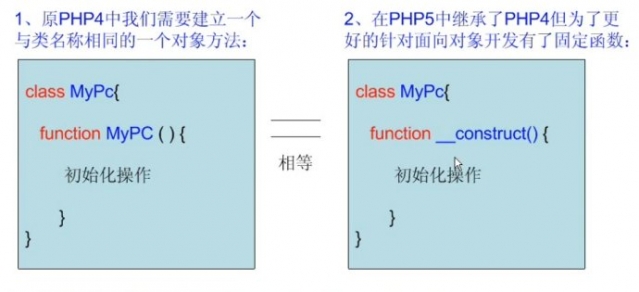 1、原PHP4中我们需要建立一个
与类名称相同的一个对象方法：
2、在PHP5中继承了PHP4但为了更
好的针对面向对象开发有了固定函数：
class MyPc{
function MyPC ( ) {
初始化操作
}
}
相等
class MyPc{
function __construct() {
初始化操作
}
}